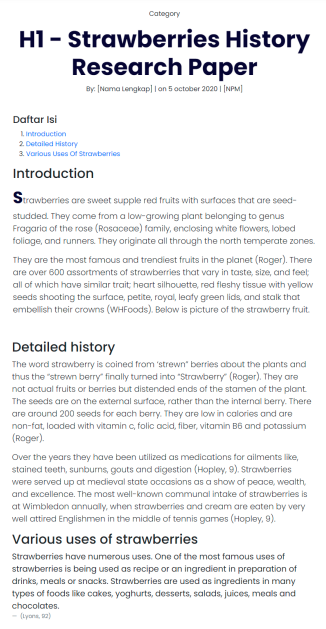 Category
H1 - Strawberries History
Research Paper
By: [Nama Lengkap] | on 5 october 2020 | [NPM]
Daftar Isi
1. Introduction
2. Detailed History
3. Various Uses Of Strawberries
Introduction
Strawberries are sweet supple red fruits with surfaces that are seed-
studded. They come from a low-growing plant belonging to genus
Fragaria of the rose (Rosaceae) family, enclosing white flowers, lobed
foliage, and runners. They originate all through the north temperate zones.
They are the most famous and trendiest fruits in the planet (Roger). There
are over 600 assortments of strawberries that vary in taste, size, and feel;
all of which have similar trait; heart silhouette, red fleshy tissue with yellow
seeds shooting the surface, petite, royal, leafy green lids, and stalk that
embellish their crowns (WHFoods). Below is picture of the strawberry fruit.
Detailed history
The word strawberry is coined from 'strewn" berries about the plants and
thus the "strewn berry" finally turned into "Strawberry" (Roger). They are
not actual fruits or berries but distended ends of the stamen of the plant.
The seeds are on the external surface, rather than the internal berry. There
are around 200 seeds for each berry. They are low in calories and are
non-fat, loaded with vitamin c, folic acid, fiber, vitamin B6 and potassium
(Roger).
Over the years they have been utilized as medications for ailments like,
stained teeth, sunburns, gouts and digestion (Hopley, 9). Strawberries
were served up at medieval state occasions as a show of peace, wealth,
and excellence. The most well-known communal intake of strawberries is
at Wimbledon annually, when strawberries and cream are eaten by very
well attired Englishmen in the middle of tennis games (Hopley, 9).
Various uses of strawberries
Strawberries have numerous uses. One of the most famous uses of
strawberries is being used as recipe or an ingredient in preparation of
drinks, meals or snacks. Strawberries are used as ingredients in many
types of foods like cakes, yoghurts, desserts, salads, juices, meals and
chocolates.
— (Lyons, 92)